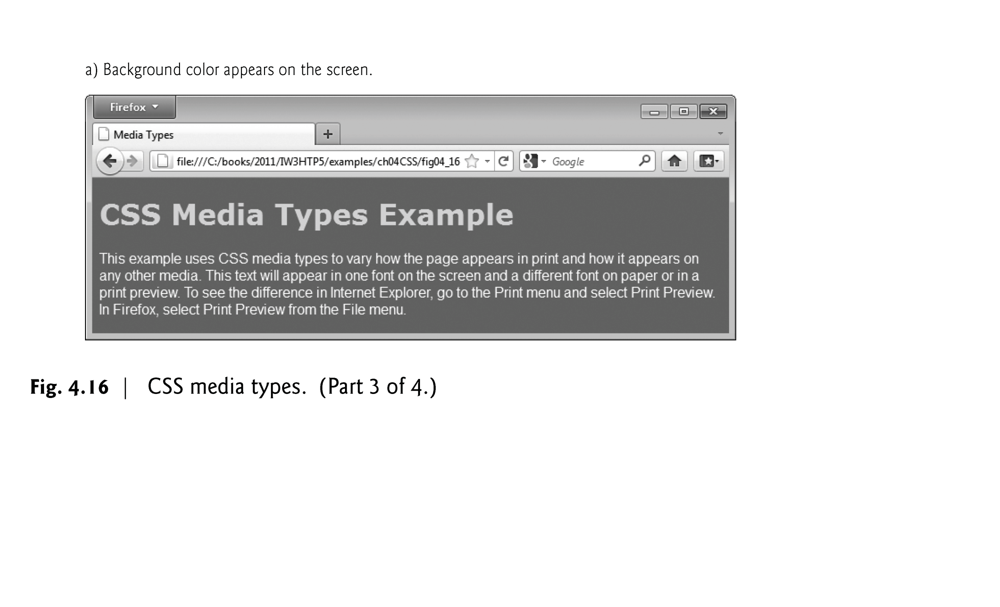 a) Background color appears on the screen.
Firefox
Media Types
file:///C:/books/2011/IW3HTP5/examples/ch04CSS/fig04_16
Google
CSS Media Types Example
This example uses CSS media types to vary how the page appears in print and how it appears on
any other media. This text will appear in one font on the screen and a different font on paper or in a
print preview. To see the difference in Internet Explorer, go to the Print menu and select Print Preview.
In Firefox, select Print Preview from the File menu.
Fig. 4.16 | CSS media types. (Part 3 of 4.)